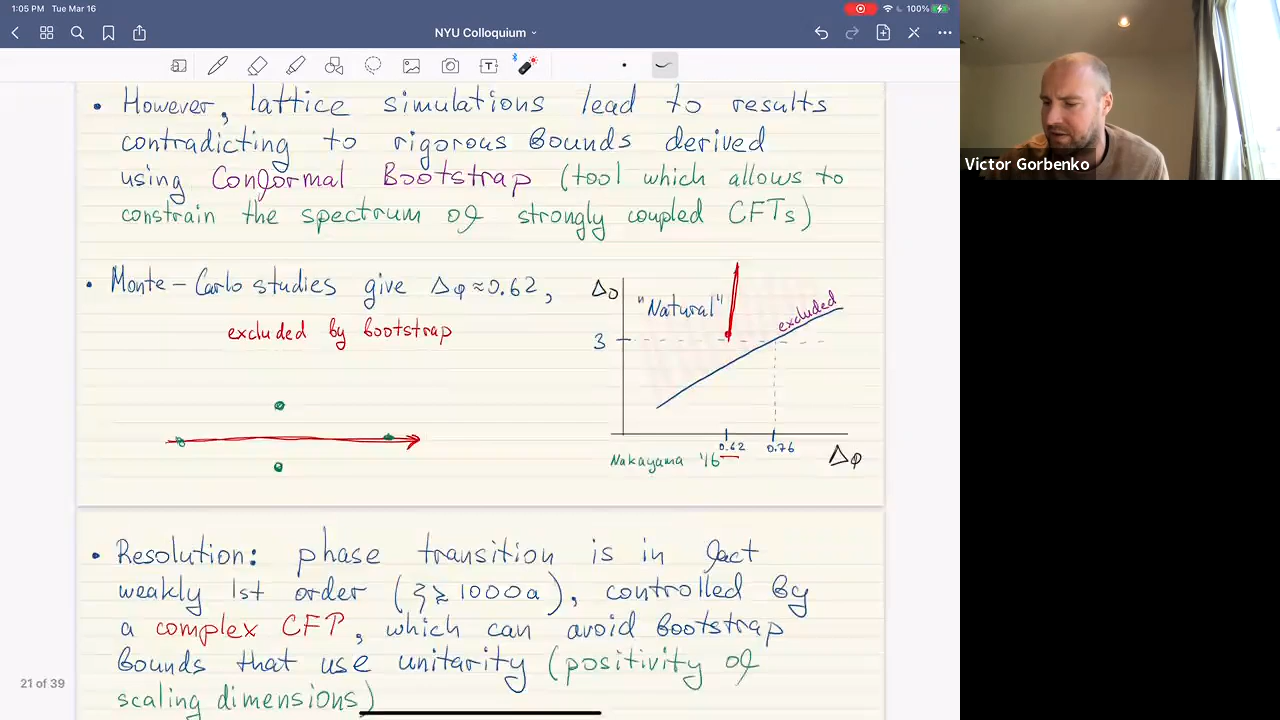 1:05 PM Tue Mar 16
100%
NYU Colloquium
• However, lattice simulations lead to results
contradicting to rigorous bounds derived
using Conformal Bootstrap (tool which allows to
constrain the spectrum of strongly coupled CFTs)
• Monte-Carlo studies give Δφ≈0.62,
excluded by bootstrap
ΔO
"Natural"
excluded
3
0.62
0.76
Nakayama '16
Δφ
• Resolution: phase transition is in fact
weakly 1st order (ξ≳1000a), controlled by
a complex CFT, which can avoid bootstrap
bounds that use unitarity (positivity of
scaling dimensions)
21 of 39
Victor Gorbenko